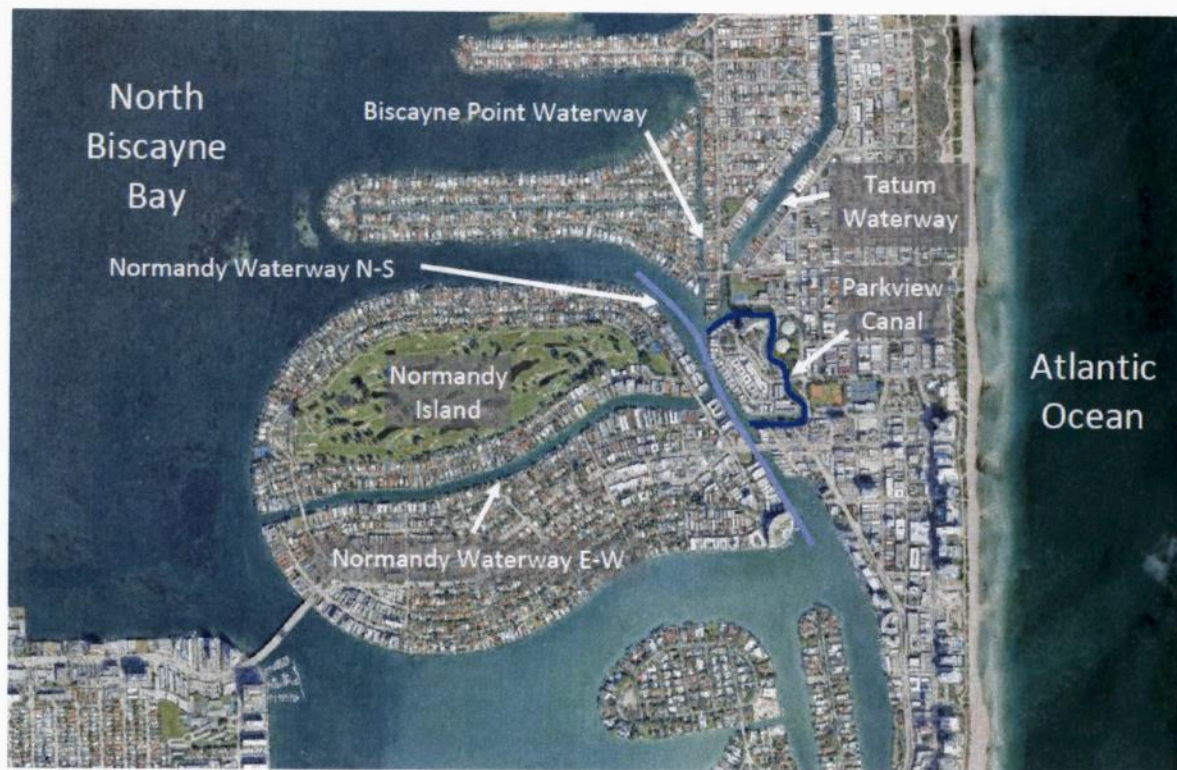 North
Biscayne
Bay
Biscayne Point Waterway
Tatum
Waterway
Normandy Waterway N-S
Parkview
Canal
Normandy
Island
Atlantic
Ocean
Normandy Waterway E-W